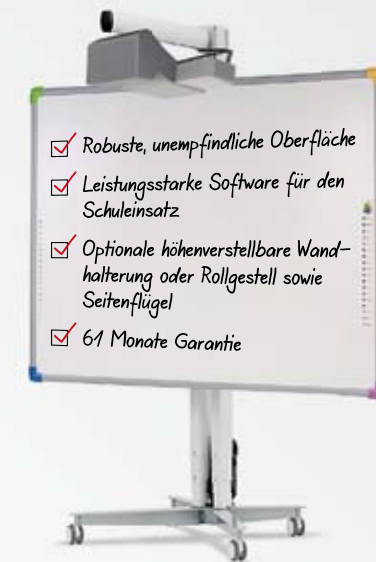 Robuste, unempfindliche Oberfläche
Leistungsstarke Software für den
Schuleinsatz
Optionale höhenverstellbare Wand-
halterung oder Rollgestell sowie
Seitenflügel
61 Monate Garantie